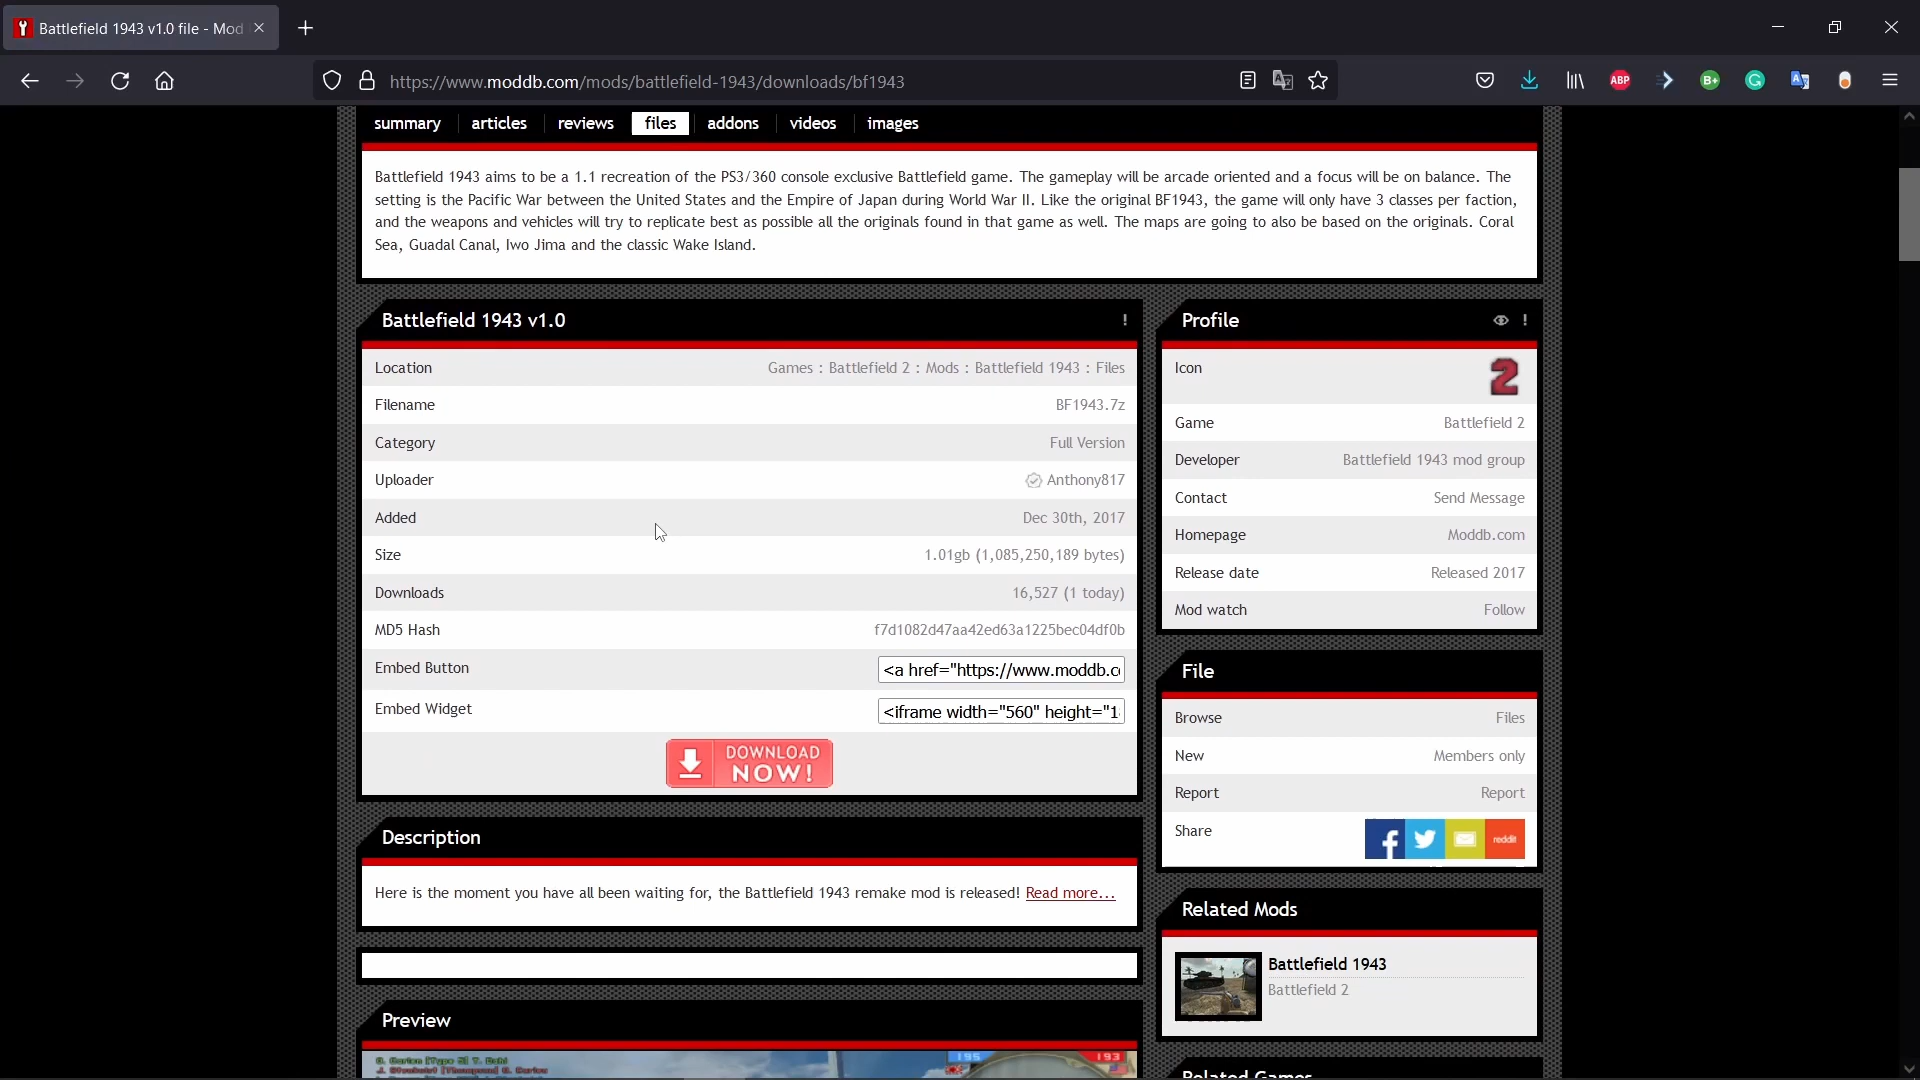 Battlefield 1943 v1.0 file - Mod
https://www.moddb.com/mods/battlefield-1943/downloads/bf1943
ABP
B+
G
summary
articles
reviews
files
addons
videos
images
Battlefield 1943 aims to be a 1.1 recreation of the PS3/360 console exclusive Battlefield game. The gameplay will be arcade oriented and a focus will be on balance. The
setting is the Pacific War between the United States and the Empire of Japan during World War II. Like the original BF1943, the game will only have 3 classes per faction,
and the weapons and vehicles will try to replicate best as possible all the originals found in that game as well. The maps are going to also be based on the originals. Coral
Sea, Guadal Canal, Iwo Jima and the classic Wake Island.
Battlefield 1943 v1.0
!
Location Games : Battlefield 2 : Mods : Battlefield 1943 : Files
Filename BF1943.7z
Category Full Version
Uploader Anthony817
Added Dec 30th, 2017
Size 1.01gb (1,085,250,189 bytes)
Downloads 16,527 (1 today)
MD5 Hash f7d1082d47aa42ed63a1225bec04df0b
Embed Button <a href="https://www.moddb.c
Embed Widget <iframe width="560" height="1
DOWNLOAD
NOW!
Description
Here is the moment you have all been waiting for, the Battlefield 1943 remake mod is released! Read more...
Preview
195
193
Profile
!
Icon 2
Game Battlefield 2
Developer Battlefield 1943 mod group
Contact Send Message
Homepage Moddb.com
Release date Released 2017
Mod watch Follow
File
Browse Files
New Members only
Report Report
Share
f
reddit
Related Mods
Battlefield 1943
Battlefield 2
Related Games